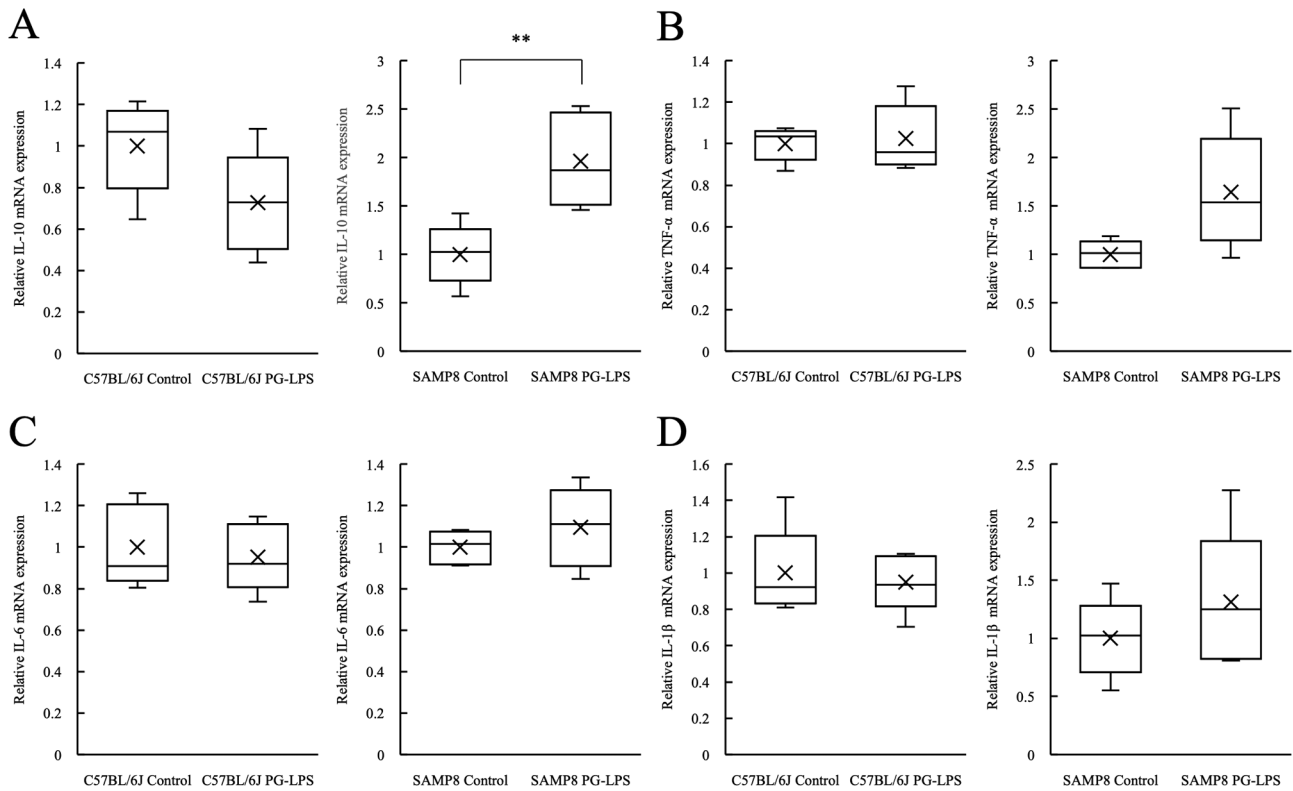 A
Relative IL-10 mRNA expression
1.4
1.2
1
0.8
0.6
0.4
0.2
0
C57BL/6J Control
C57BL/6J PG-LPS
Relative IL-10 mRNA expression
3
2.5
2
1.5
1
0.5
0
**
SAMP8 Control
SAMP8 PG-LPS
B
Relative TNF-α mRNA expression
1.4
1.2
1
0.8
0.6
0.4
0.2
0
C57BL/6J Control
C57BL/6J PG-LPS
Relative TNF-α mRNA expression
3
2.5
2
1.5
1
0.5
0
SAMP8 Control
SAMP8 PG-LPS
C
Relative IL-6 mRNA expression
1.4
1.2
1
0.8
0.6
0.4
0.2
0
C57BL/6J Control
C57BL/6J PG-LPS
Relative IL-6 mRNA expression
1.4
1.2
1
0.8
0.6
0.4
0.2
0
SAMP8 Control
SAMP8 PG-LPS
D
Relative IL-1β mRNA expression
1.6
1.4
1.2
1
0.8
0.6
0.4
0.2
0
C57BL/6J Control
C57BL/6J PG-LPS
Relative IL-1β mRNA expression
2.5
2
1.5
1
0.5
0
SAMP8 Control
SAMP8 PG-LPS